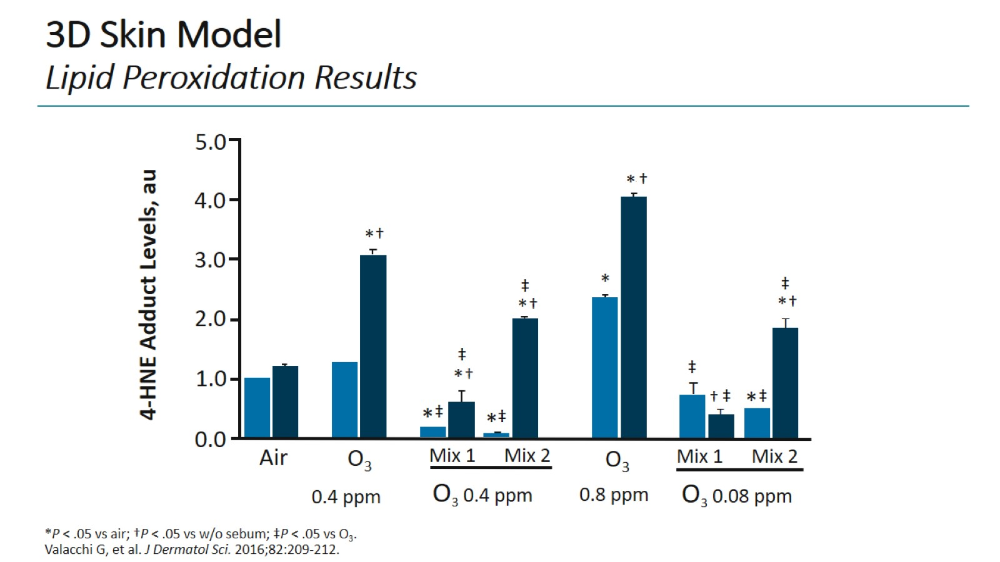 3D Skin Model
Lipid Peroxidation Results
4-HNE Adduct Levels, au
5.0
4.0
3.0
2.0
1.0
0.0
*†
*‡
‡
*†
*‡
‡
*†
*
*†
‡
†‡
*‡
‡
*†
Air
O₃
0.4 ppm
Mix 1
Mix 2
O₃ 0.4 ppm
O₃
0.8 ppm
Mix 1
Mix 2
O₃ 0.08 ppm
*P < .05 vs air; †P < .05 vs w/o sebum; ‡P < .05 vs O₃.
Valacchi G, et al. J Dermatol Sci. 2016;82:209-212.